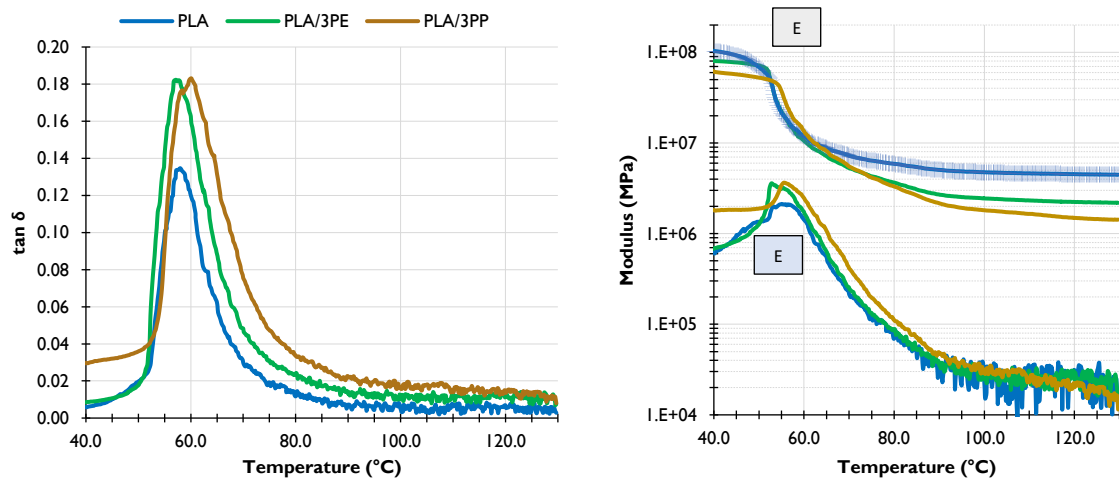 PLA PLA/3PE PLA/3PP
0.20
0.18
0.16
0.14
0.12
0.10
0.08
0.06
0.04
0.02
0.00
tan δ
40.0 60.0 80.0 100.0 120.0
Temperature (°C)
E
1.E+08
1.E+07
1.E+06
1.E+05
1.E+04
Modulus (MPa)
E
40.0 60.0 80.0 100.0 120.0
Temperature (°C)